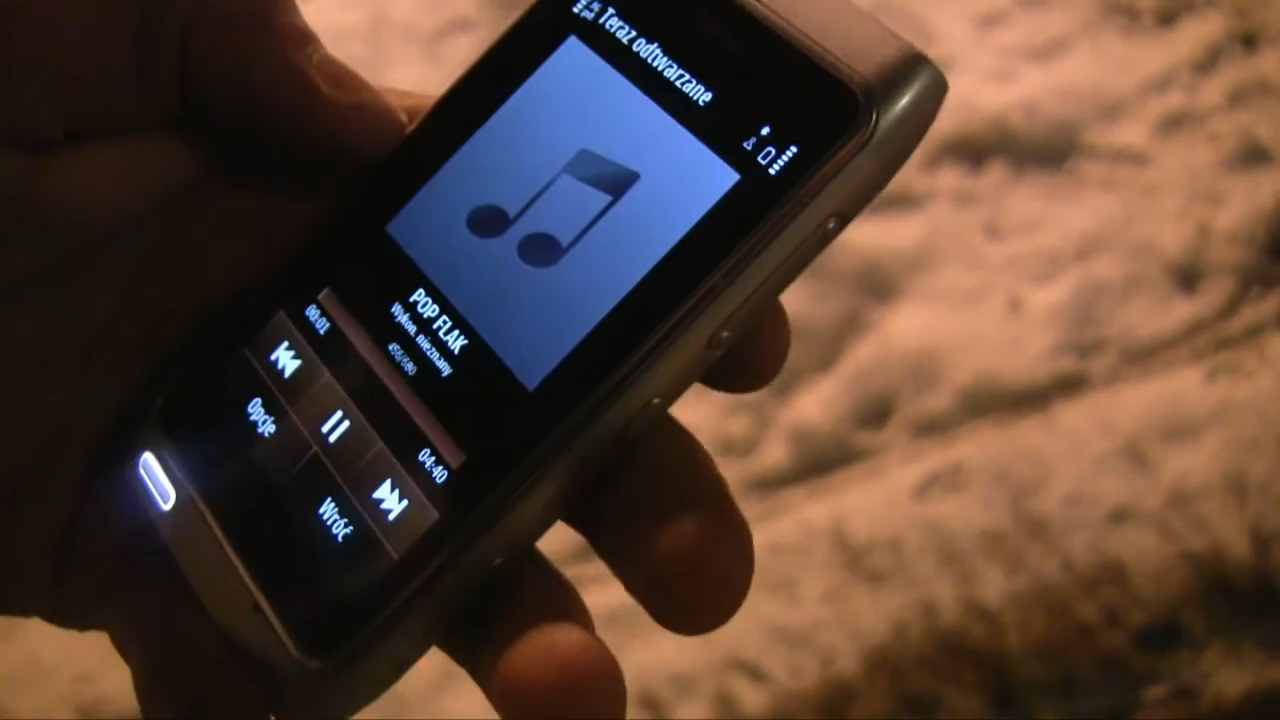 Teraz odtwarzane
POP FLAK
Wykon. nieznany
456/680
00:01
04:40
Opcje
Wróć